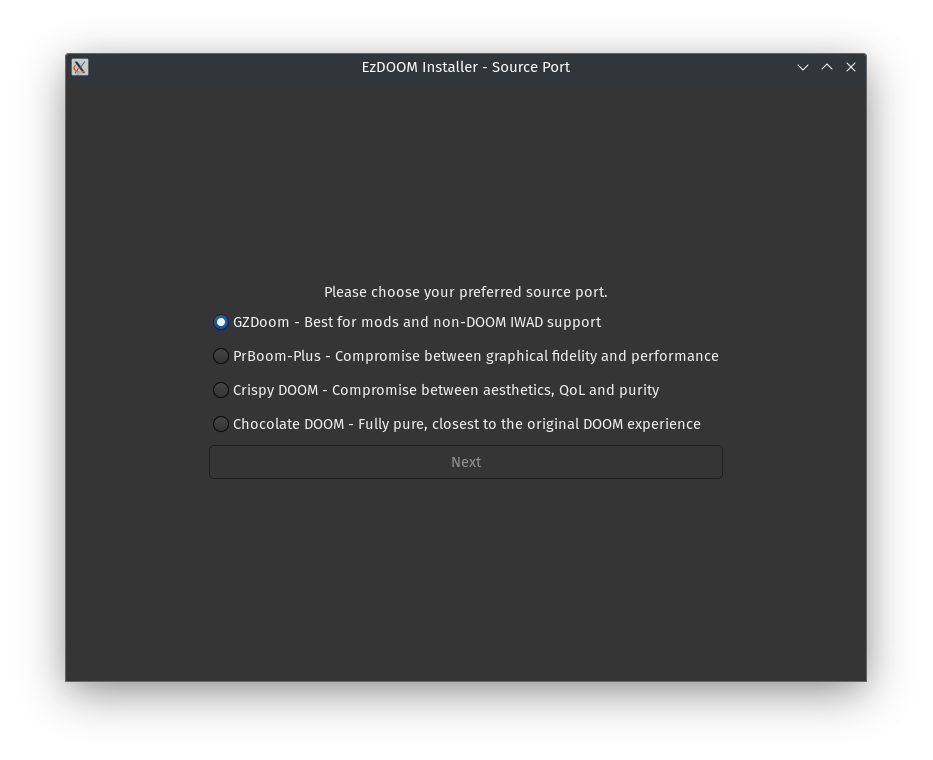 EzDOOM Installer - Source Port
Please choose your preferred source port.
GZDoom - Best for mods and non-DOOM IWAD support
PrBoom-Plus - Compromise between graphical fidelity and performance
Crispy DOOM - Compromise between aesthetics, QoL and purity
Chocolate DOOM - Fully pure, closest to the original DOOM experience
Next